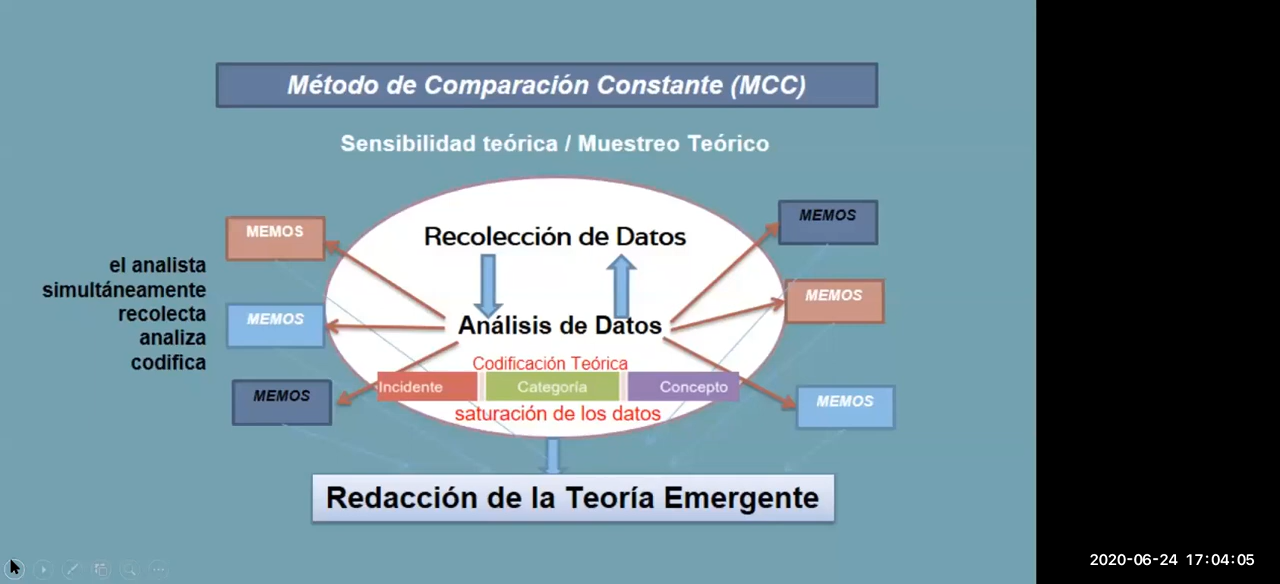 Método de Comparación Constante (MCC)
Sensibilidad teórica / Muestreo Teórico
MEMOS
MEMOS
MEMOS
el analista
simultáneamente
recolecta
analiza
codifica
Recolección de Datos
Análisis de Datos
Codificación Teórica
Incidente
Categoría
Concepto
saturación de los datos
MEMOS
MEMOS
MEMOS
Redacción de la Teoría Emergente
2020-06-24 17:04:05